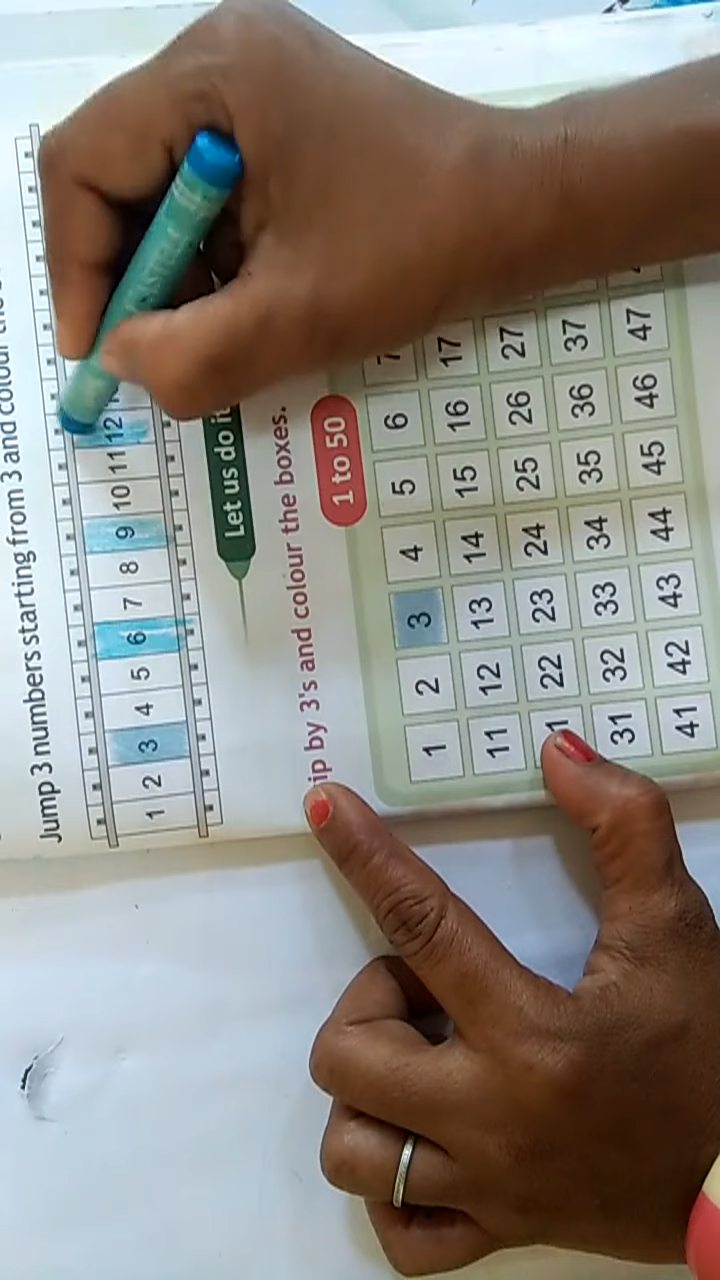 Jump 3 numbers starting from 3 and colour
1 2 3 4 5 6 7 8 9 10 11 12
Let us do it
ip by 3's and colour the boxes.
1 to 50
1 2 3 4 5 6 7
11 12 13 14 15 16 17
1 22 23 24 25 26 27
31 32 33 34 35 36 37
41 42 43 44 45 46 47